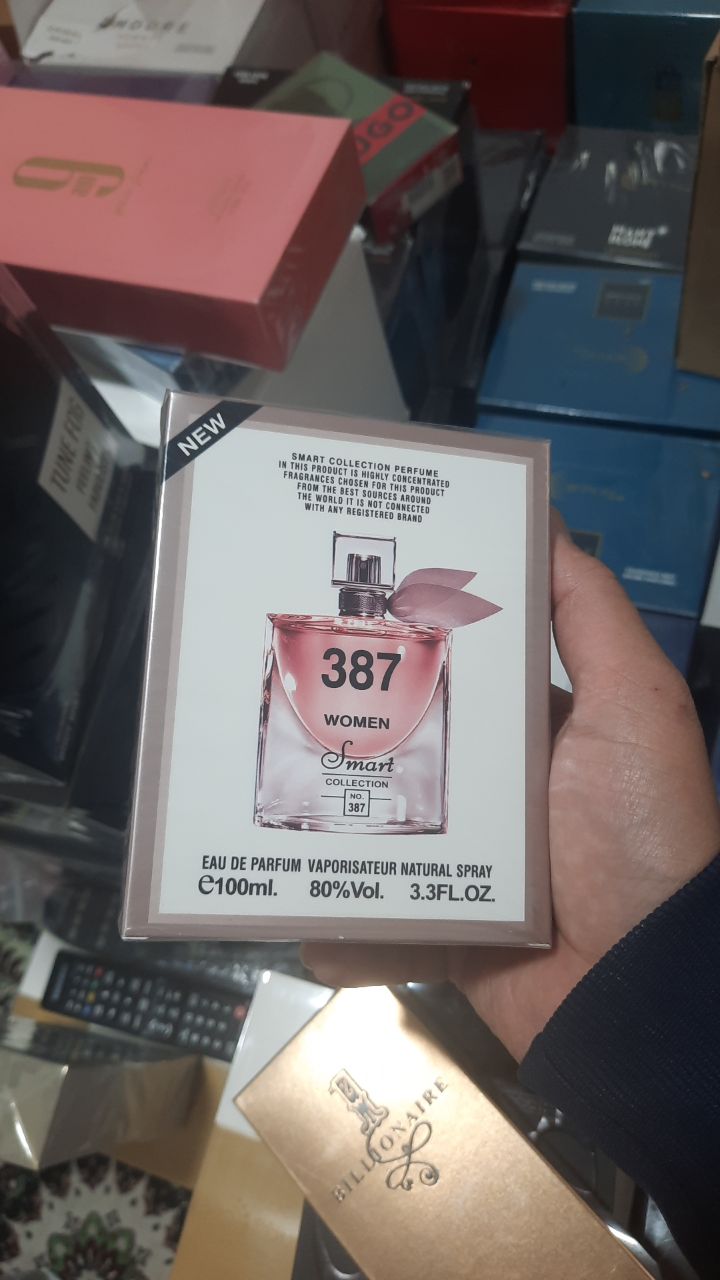 NEW
SMART COLLECTION PERFUME
IN THIS PRODUCT IS HIGHLY CONCENTRATED
FRAGRANCES CHOSEN FOR THIS PRODUCT
FROM THE BEST SOURCES AROUND
THE WORLD IT IS NOT CONNECTED
WITH ANY REGISTERED BRAND
387
WOMEN
Smart
COLLECTION
NO.
387
EAU DE PARFUM VAPORISATEUR NATURAL SPRAY
e100ml. 80%Vol. 3.3FL.OZ.
1
BILLIONAIRE